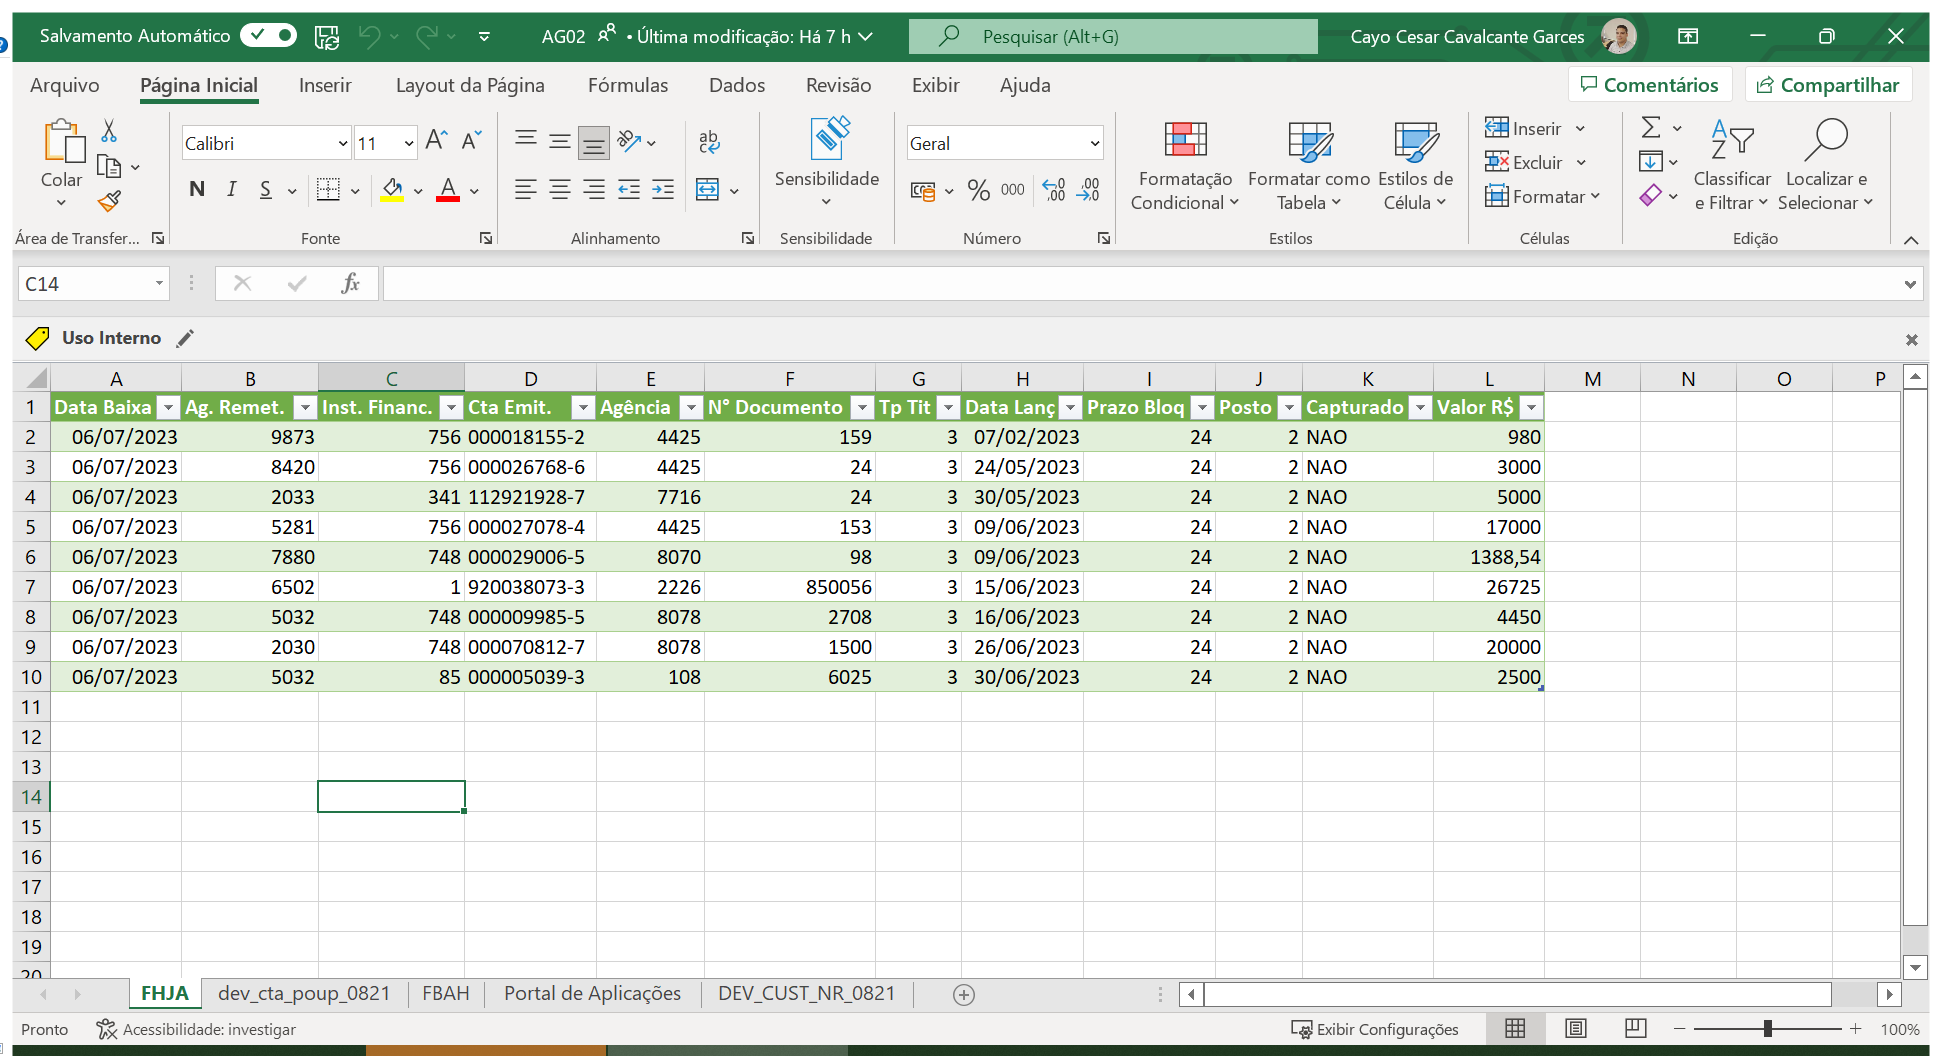 Salvamento Automático AG02 • Última modificação: Há 7 h Pesquisar (Alt+G) Cayo Cesar Cavalcante Garces
Arquivo Página Inicial Inserir Layout da Página Fórmulas Dados Revisão Exibir Ajuda Comentários Compartilhar
Colar
Área de Transfer...
Calibri 11
N I S A
Fonte
ab
Alinhamento
Sensibilidade
Sensibilidade
Geral
% 000 ,00
Número
Formatação Condicional
Formatar como Tabela
Estilos de Célula
Estilos
Inserir
Excluir
Formatar
Células
Classificar e Filtrar
Localizar e Selecionar
Edição
C14 fx
Uso Interno
A B C D E F G H I J K L M N O P
1 Data Baixa Ag. Remet. Inst. Financ. Cta Emit. Agência N° Documento Tp Tit Data Lanç Prazo Bloq Posto Capturado Valor R$
2 06/07/2023 9873 756 000018155-2 4425 159 3 07/02/2023 24 2 NAO 980
3 06/07/2023 8420 756 000026768-6 4425 24 3 24/05/2023 24 2 NAO 3000
4 06/07/2023 2033 341 112921928-7 7716 24 3 30/05/2023 24 2 NAO 5000
5 06/07/2023 5281 756 000027078-4 4425 153 3 09/06/2023 24 2 NAO 17000
6 06/07/2023 7880 748 000029006-5 8070 98 3 09/06/2023 24 2 NAO 1388,54
7 06/07/2023 6502 1 920038073-3 2226 850056 3 15/06/2023 24 2 NAO 26725
8 06/07/2023 5032 748 000009985-5 8078 2708 3 16/06/2023 24 2 NAO 4450
9 06/07/2023 2030 748 000070812-7 8078 1500 3 26/06/2023 24 2 NAO 20000
10 06/07/2023 5032 85 000005039-3 108 6025 3 30/06/2023 24 2 NAO 2500
11
12
13
14
15
16
17
18
19
20
FHJA dev_cta_poup_0821 FBAH Portal de Aplicações DEV_CUST_NR_0821
Pronto Acessibilidade: investigar Exibir Configurações 100%